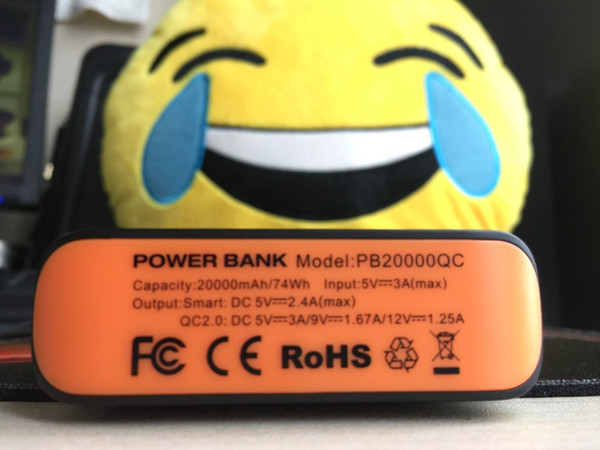 POWER BANK Model:PB20000QC
Capacity:20000mAh/74Wh Input:5V⎓3A(max)
Output:Smart: DC 5V⎓2.4A(max)
QC2.0: DC 5V⎓3A/9V⎓1.67A/12V⎓1.25A
FC CE RoHS